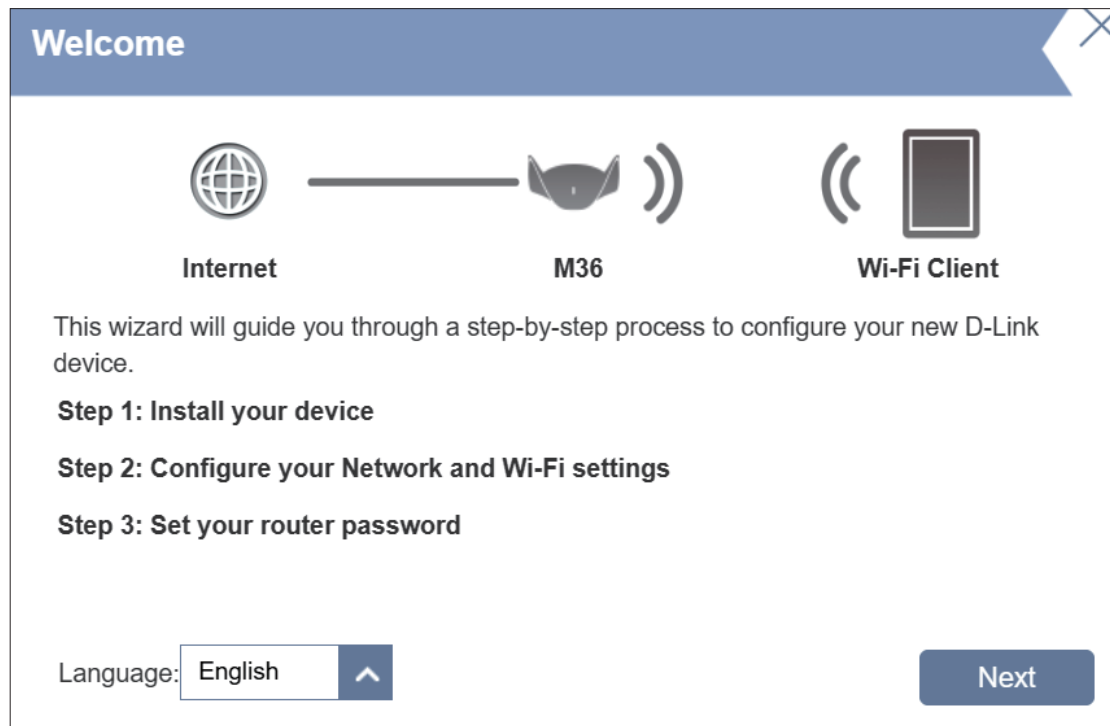 Welcome
Internet
M36
Wi-Fi Client
This wizard will guide you through a step-by-step process to configure your new D-Link
device.
Step 1: Install your device
Step 2: Configure your Network and Wi-Fi settings
Step 3: Set your router password
Language: English
Next